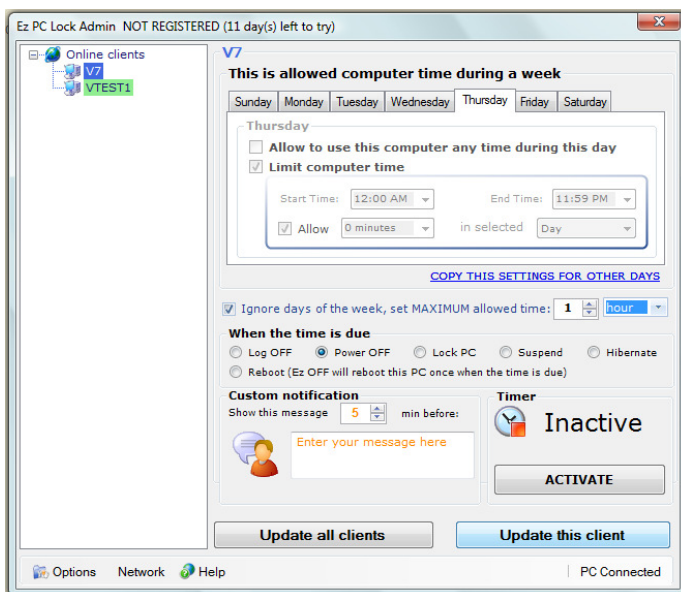 Ez PC Lock Admin NOT REGISTERED (11 day(s) left to try)
Online clients
V7
VTEST1
V7
This is allowed computer time during a week
Sunday Monday Tuesday Wednesday Thursday Friday Saturday
Thursday
Allow to use this computer any time during this day
Limit computer time
Start Time: 12:00 AM End Time: 11:59 PM
Allow 0 minutes in selected Day
COPY THIS SETTINGS FOR OTHER DAYS
Ignore days of the week, set MAXIMUM allowed time: 1 hour
When the time is due
Log OFF Power OFF Lock PC Suspend Hibernate
Reboot (Ez OFF will reboot this PC once when the time is due)
Custom notification
Show this message 5 min before:
Enter your message here
Timer
Inactive
ACTIVATE
Update all clients Update this client
Options Network Help PC Connected